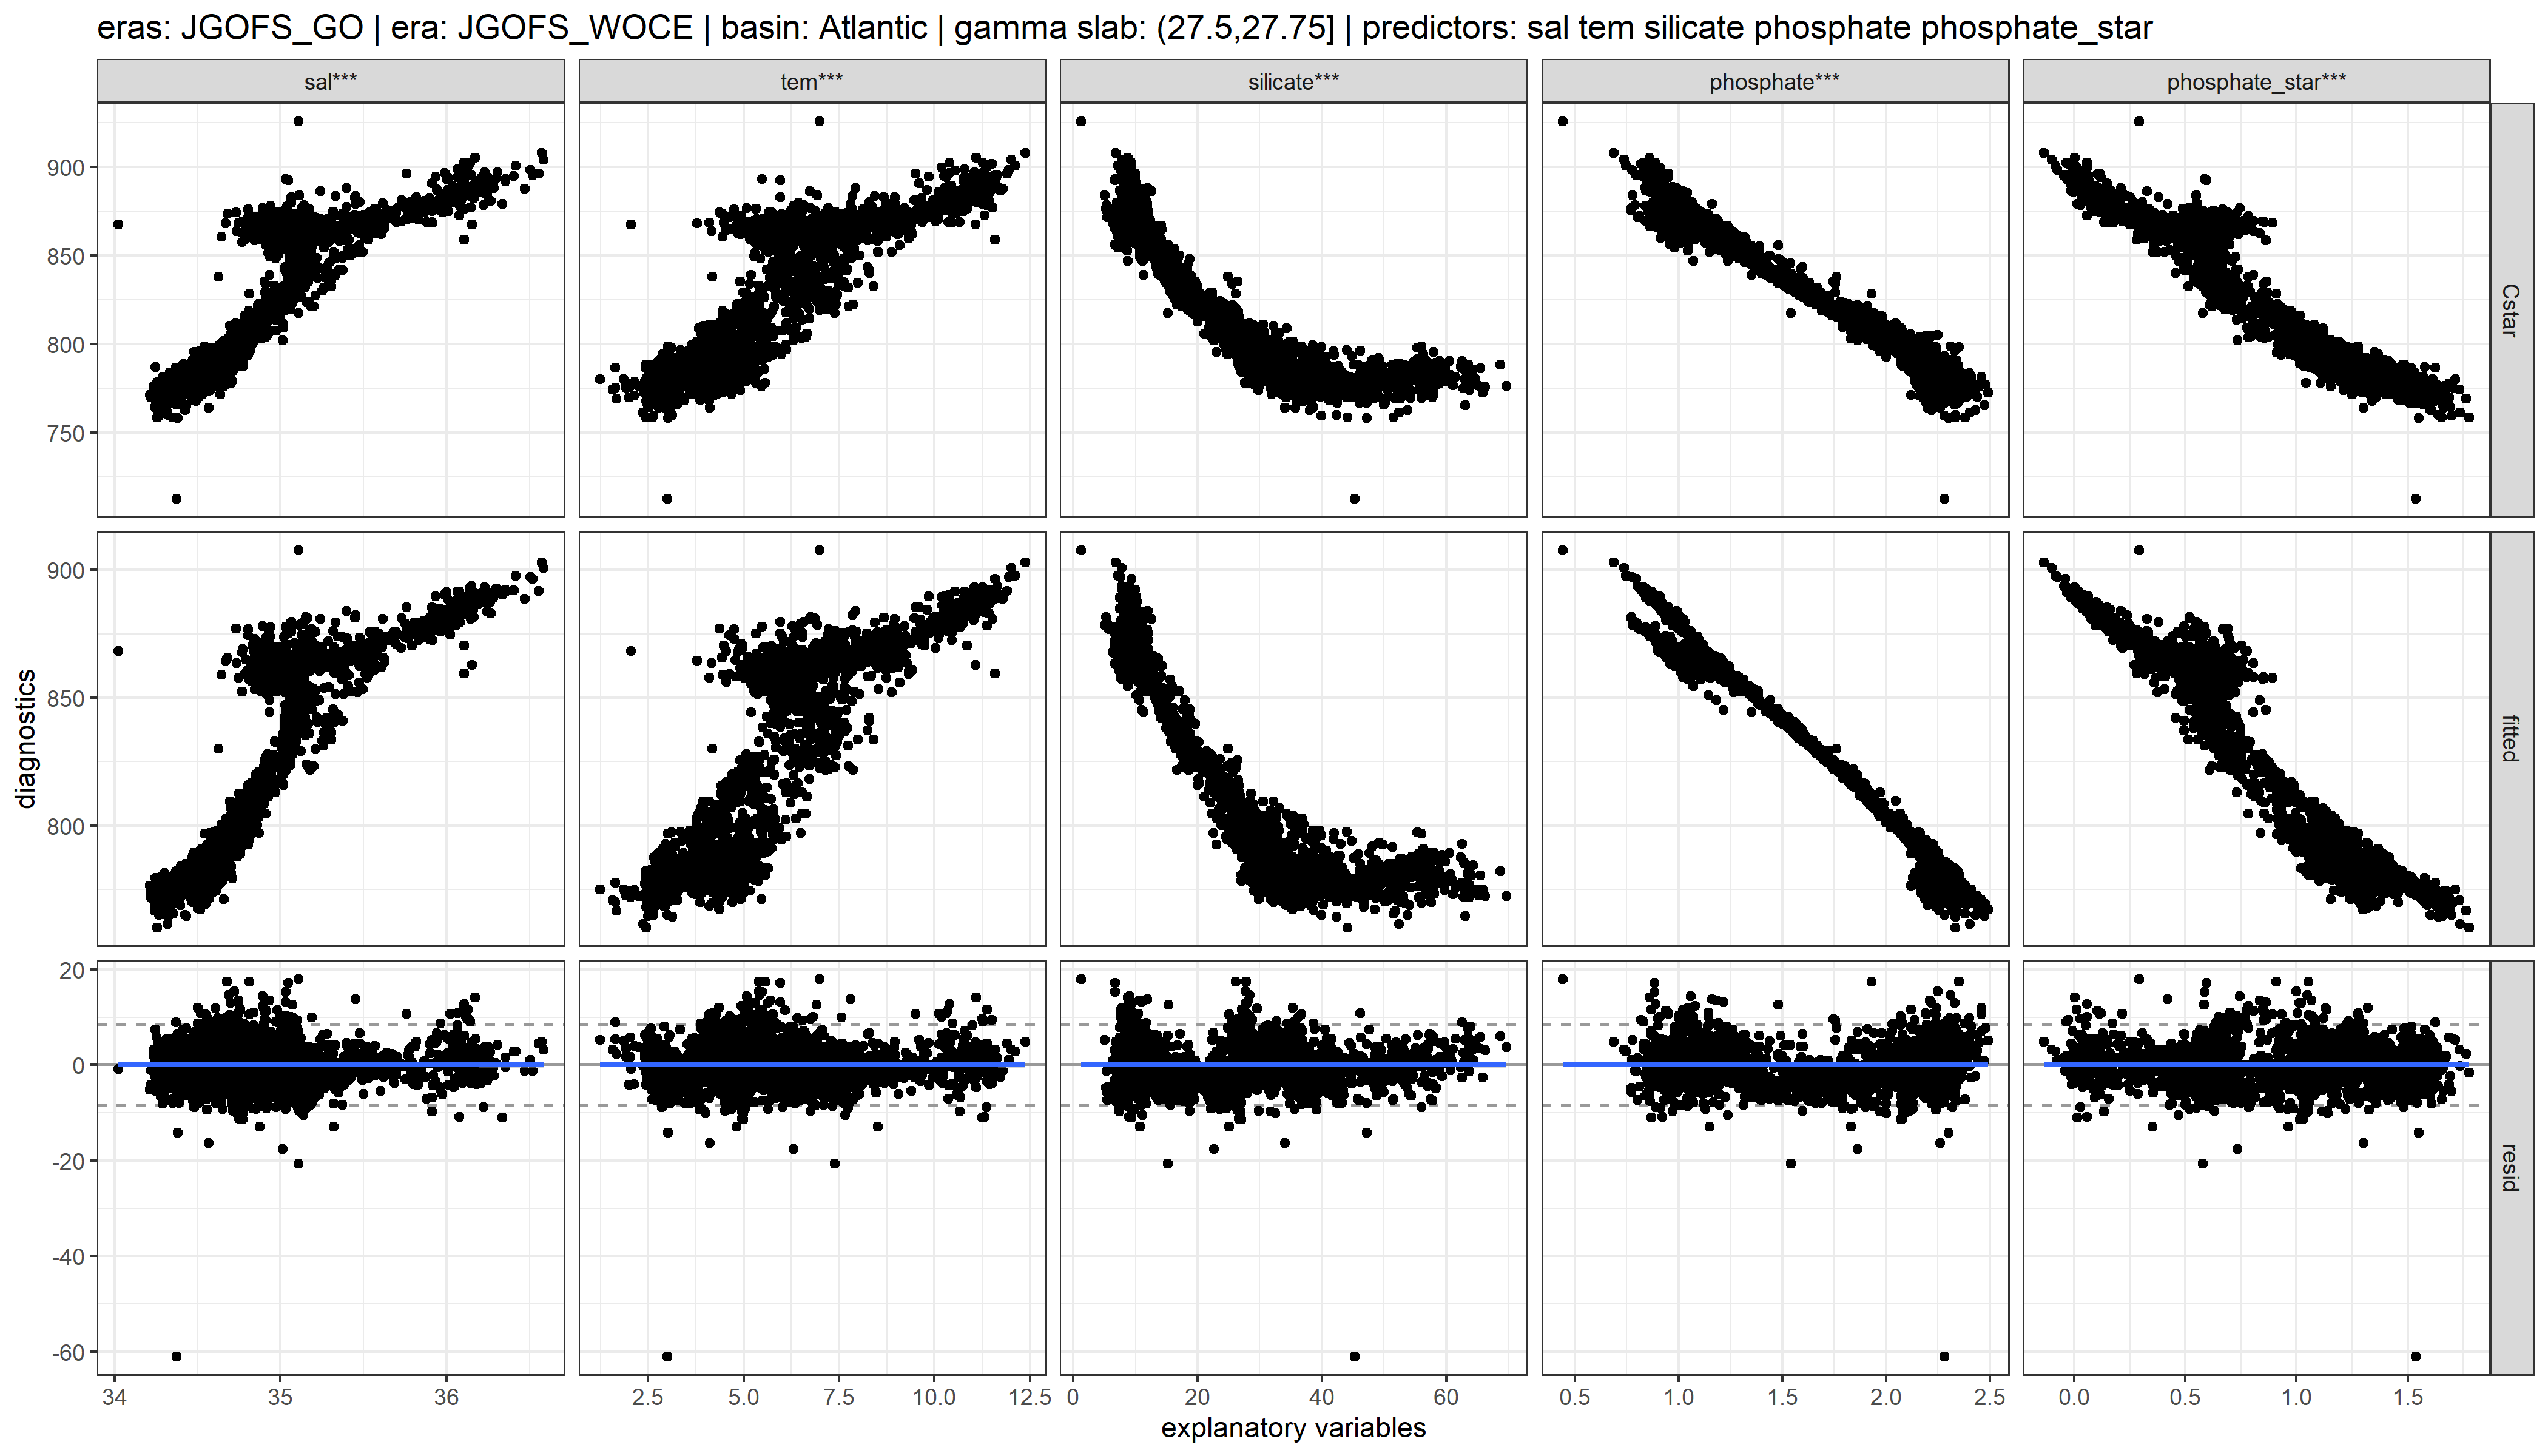 eras: JGOFS_GO | era: JGOFS_WOCE | basin: Atlantic | gamma slab: (27.5,27.75] | predictors: sal tem silicate phosphate phosphate_star
sal*** tem*** silicate*** phosphate*** phosphate_star***
900
850
800
750
Cstar
900
850
800
fitted
diagnostics
20
0
-20
-40
-60
resid
34 35 36 2.5 5.0 7.5 10.0 12.5 0 20 40 60 0.5 1.0 1.5 2.0 2.5 0.0 0.5 1.0 1.5
explanatory variables